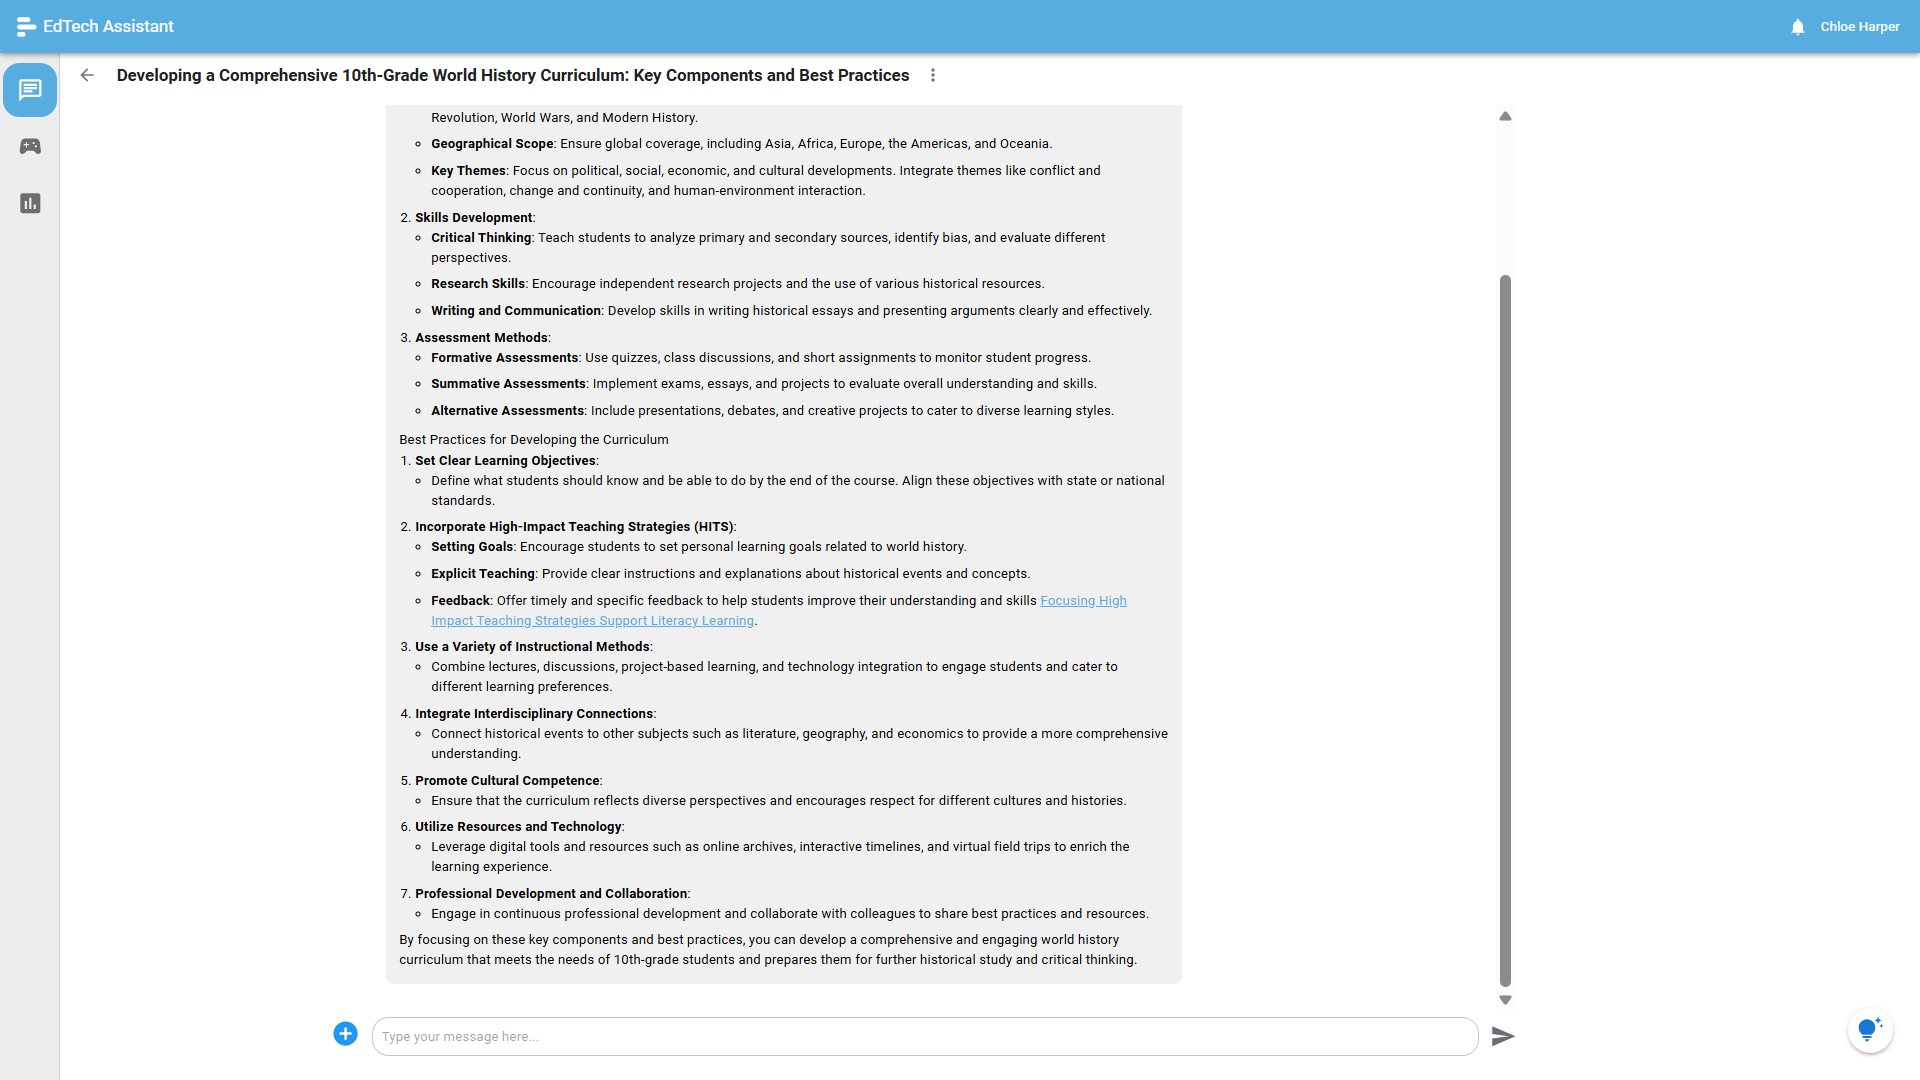 EdTech Assistant
Chloe Harper
Developing a Comprehensive 10th-Grade World History Curriculum: Key Components and Best Practices
Revolution, World Wars, and Modern History.
Geographical Scope: Ensure global coverage, including Asia, Africa, Europe, the Americas, and Oceania.
Key Themes: Focus on political, social, economic, and cultural developments. Integrate themes like conflict and
cooperation, change and continuity, and human-environment interaction.
2. Skills Development:
Critical Thinking: Teach students to analyze primary and secondary sources, identify bias, and evaluate different
perspectives.
Research Skills: Encourage independent research projects and the use of various historical resources.
Writing and Communication: Develop skills in writing historical essays and presenting arguments clearly and effectively.
3. Assessment Methods:
Formative Assessments: Use quizzes, class discussions, and short assignments to monitor student progress.
Summative Assessments: Implement exams, essays, and projects to evaluate overall understanding and skills.
Alternative Assessments: Include presentations, debates, and creative projects to cater to diverse learning styles.
Best Practices for Developing the Curriculum
1. Set Clear Learning Objectives:
Define what students should know and be able to do by the end of the course. Align these objectives with state or national
standards.
2. Incorporate High-Impact Teaching Strategies (HITS):
Setting Goals: Encourage students to set personal learning goals related to world history.
Explicit Teaching: Provide clear instructions and explanations about historical events and concepts.
Feedback: Offer timely and specific feedback to help students improve their understanding and skills Focusing High
Impact Teaching Strategies Support Literacy Learning.
3. Use a Variety of Instructional Methods:
Combine lectures, discussions, project-based learning, and technology integration to engage students and cater to
different learning preferences.
4. Integrate Interdisciplinary Connections:
Connect historical events to other subjects such as literature, geography, and economics to provide a more comprehensive
understanding.
5. Promote Cultural Competence:
Ensure that the curriculum reflects diverse perspectives and encourages respect for different cultures and histories.
6. Utilize Resources and Technology:
Leverage digital tools and resources such as online archives, interactive timelines, and virtual field trips to enrich the
learning experience.
7. Professional Development and Collaboration:
Engage in continuous professional development and collaborate with colleagues to share best practices and resources.
By focusing on these key components and best practices, you can develop a comprehensive and engaging world history
curriculum that meets the needs of 10th-grade students and prepares them for further historical study and critical thinking.
Type your message here...